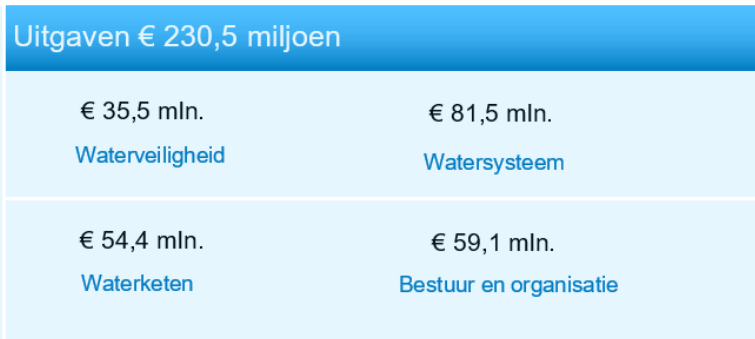 Uitgaven € 230,5 miljoen
€ 35,5 mln.
Waterveiligheid
€ 81,5 mln.
Watersysteem
€ 54,4 mln.
Waterketen
€ 59,1 mln.
Bestuur en organisatie